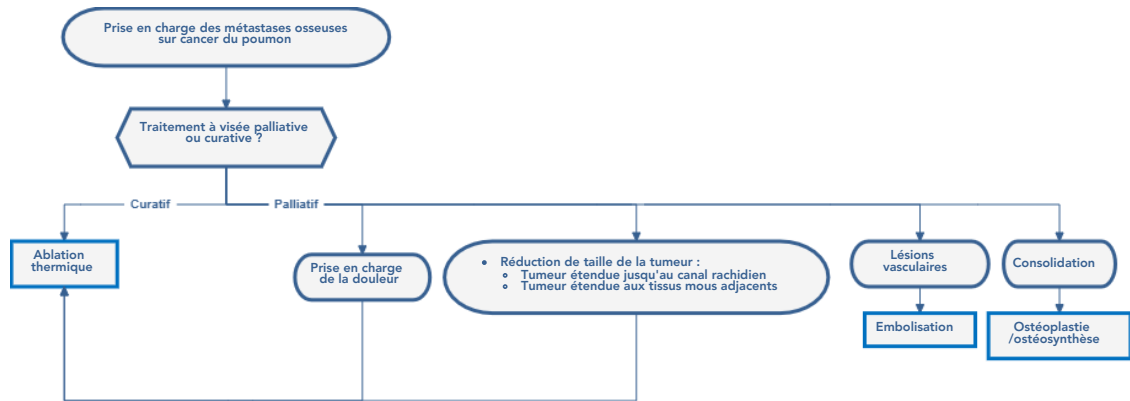 Prise en charge des métastases osseuses
sur cancer du poumon
Traitement à visée palliative
ou curative ?
Curatif
Palliatif
Ablation
thermique
Prise en charge
de la douleur
• Réduction de taille de la tumeur :
∘ Tumeur étendue jusqu'au canal rachidien
∘ Tumeur étendue aux tissus mous adjacents
Lésions
vasculaires
Consolidation
Embolisation
Ostéoplastie
/ostéosynthèse